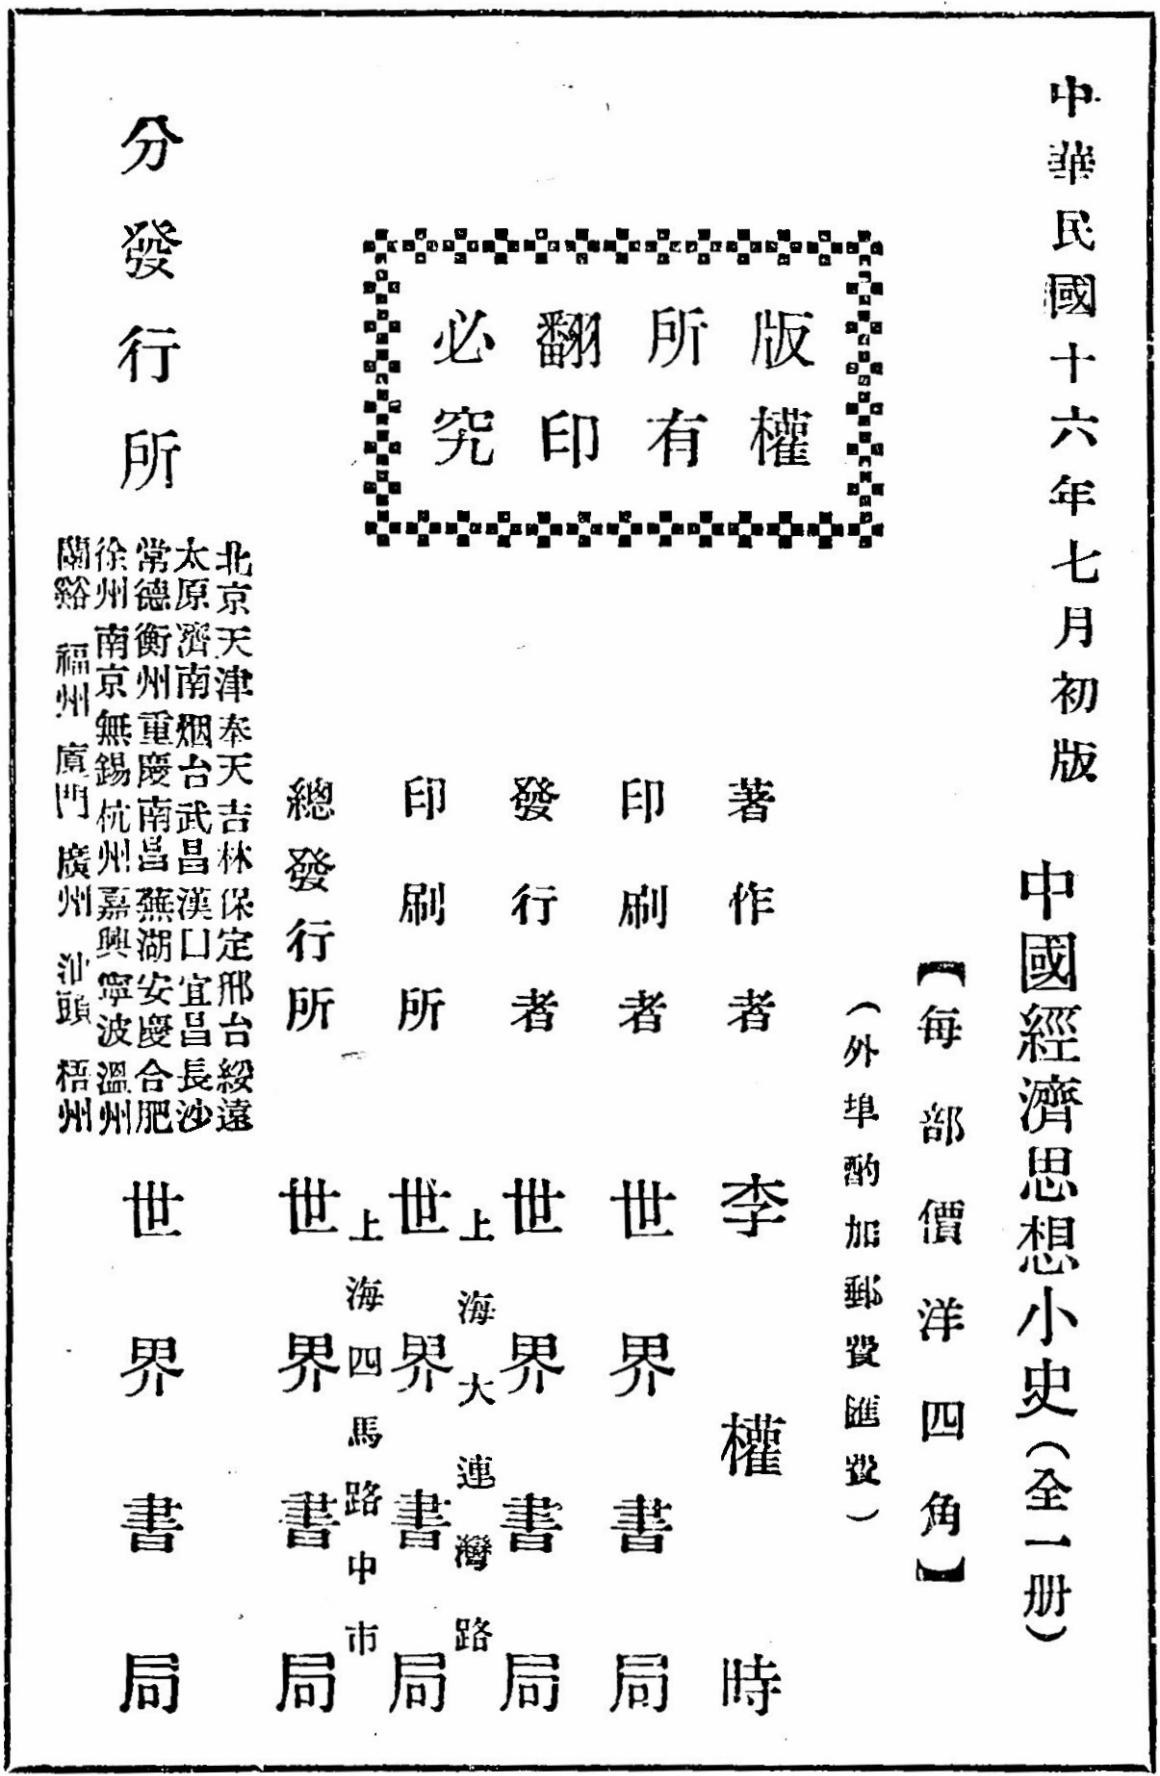 中華民國十六年七月初版
中國經濟思想小史(全一册)
【每部價洋四角】
(外埠酌加郵費匯費)
版權
所有
翻印
必究
著作者 李權時
印刷者 世界書局
發行者 世界書局
上海大連灣路
印刷所 世界書局
上海四馬路中市
總發行所 世界書局
分發行所
北京天津奉天吉林保定邢台綏遠
太原濟南烟台武昌漢口宜昌長沙
常德衡州重慶南昌蕪湖安慶合肥
徐州南京無錫杭州嘉興寧波溫州
蘭谿 福州 廈門 廣州 汕頭 梧州
世界書局